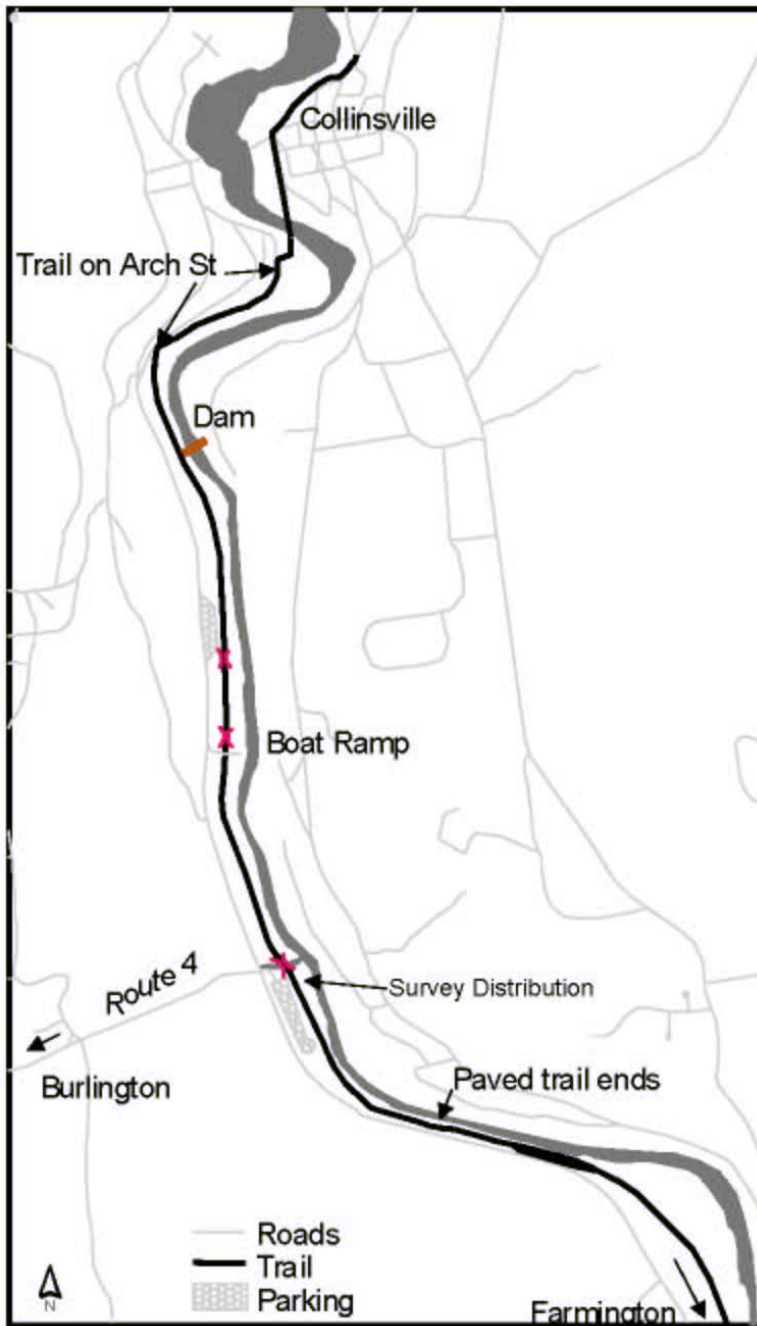 Collinsville
Trail on Arch St
Dam
Boat Ramp
Route 4
Survey Distribution
Burlington
Paved trail ends
Roads
Trail
Parking
N
Farmington